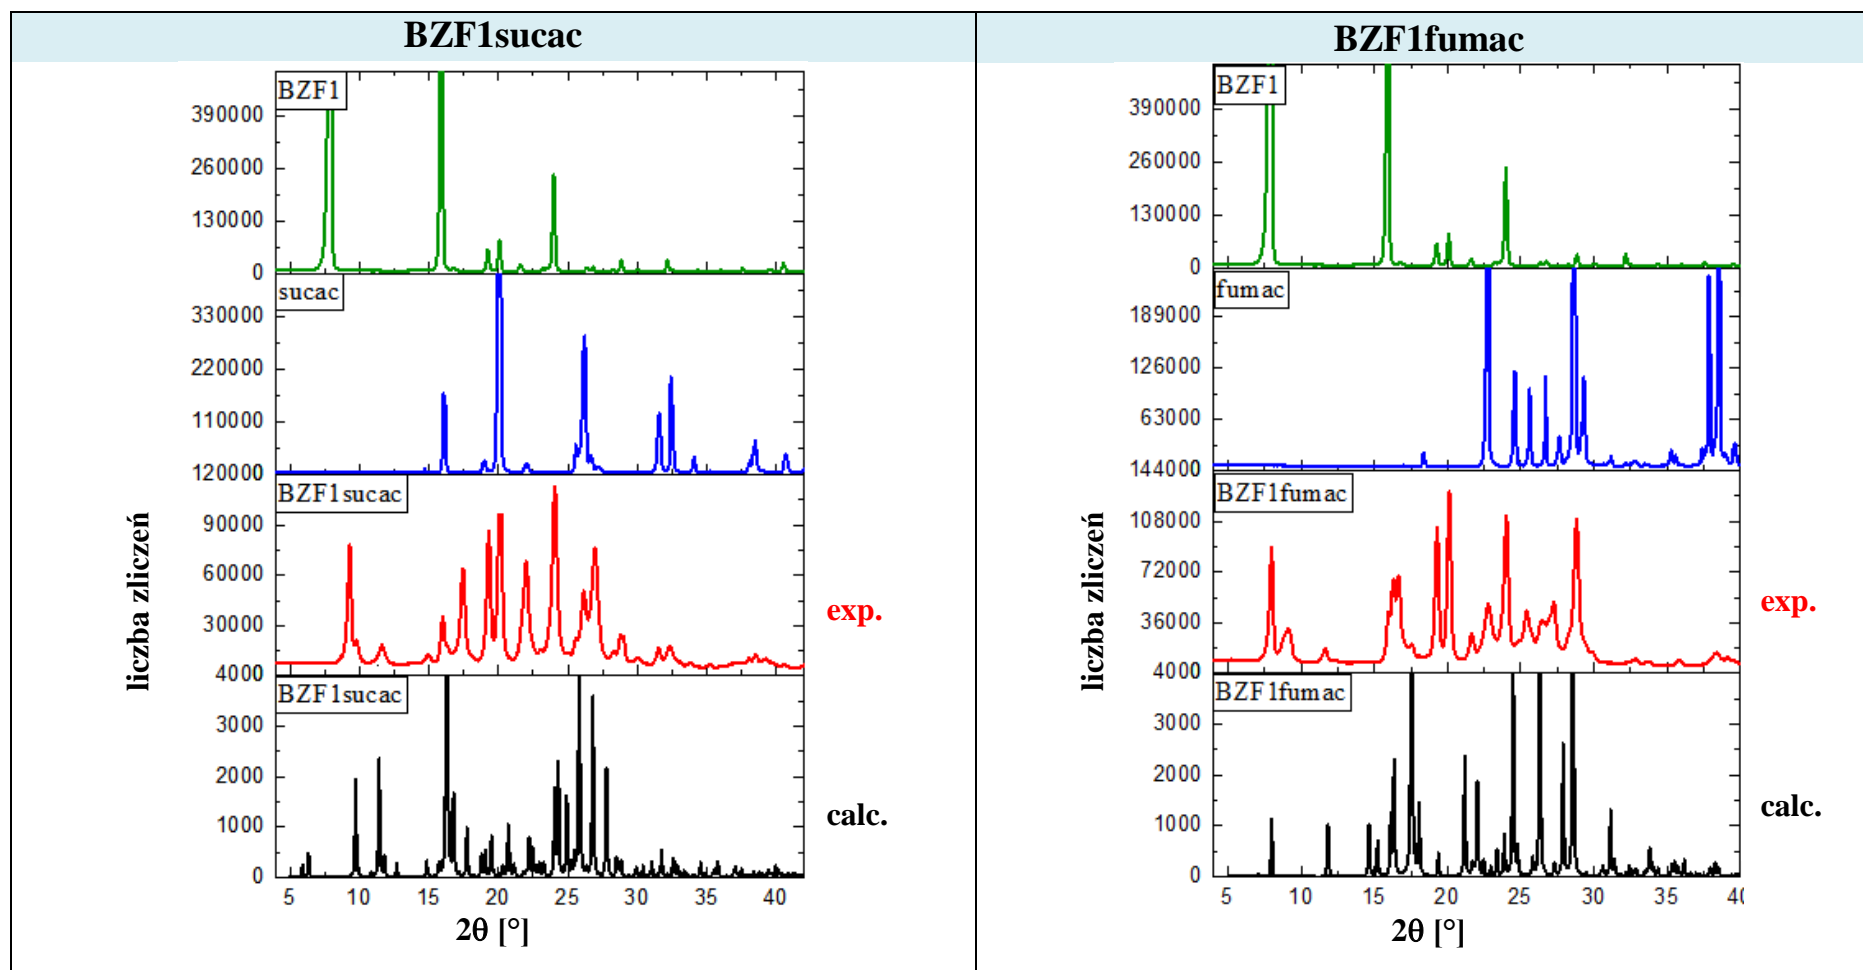 BZF1sucac
BZF1
390000
260000
130000
0
sucac
330000
220000
110000
120000
BZF1sucac
90000
60000
30000
4000
BZF1sucac
3000
2000
1000
0
5 10 15 20 25 30 35 40
2θ [°]
liczba zliczeń
exp.
calc.
BZF1fumac
BZF1
390000
260000
130000
0
fumac
189000
126000
63000
144000
BZF1fumac
108000
72000
36000
4000
BZF1fumac
3000
2000
1000
0
5 10 15 20 25 30 35 40
2θ [°]
liczba zliczeń
exp.
calc.